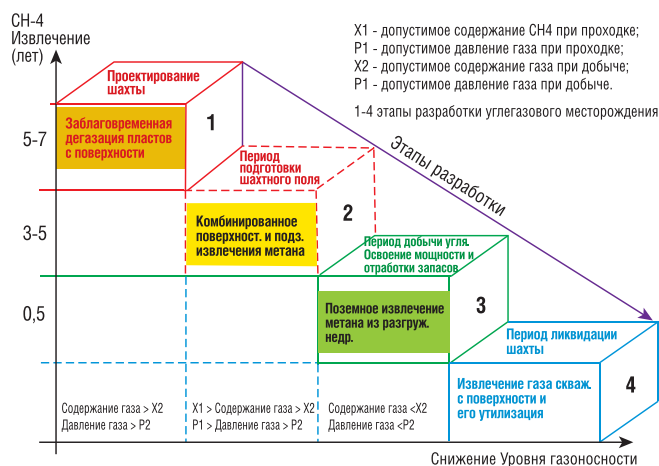 CH-4
Извлечение
(лет)
X1 - допустимое содержание CH4 при проходке;
P1 - допустимое давление газа при проходке;
X2 - допустимое содержание газа при добыче;
P1 - допустимое давление газа при добыче.
1-4 этапы разработки углегазового месторождения
Проектирование
шахты
1
5-7
Заблаговременная
дегазация пластов
с поверхности
Этапы разработки
Период
подготовки
шахтного поля
2
3-5
Комбинированное
поверхност. и подз.
извлечения метана
Период добычи угля.
Освоение мощности и
отработки запасов
3
0,5
Поземное извлечение
метана из разгруж.
недр.
Период ликвидации
шахты
4
Извлечение газа скваж.
с поверхности и
его утилизация
Содержание газа > X2
Давление газа > P2
X1 > Содержание газа > X2
P1 > Давление газа > P2
Содержание газа <X2
Давление газа <P2
Снижение Уровня газоносности